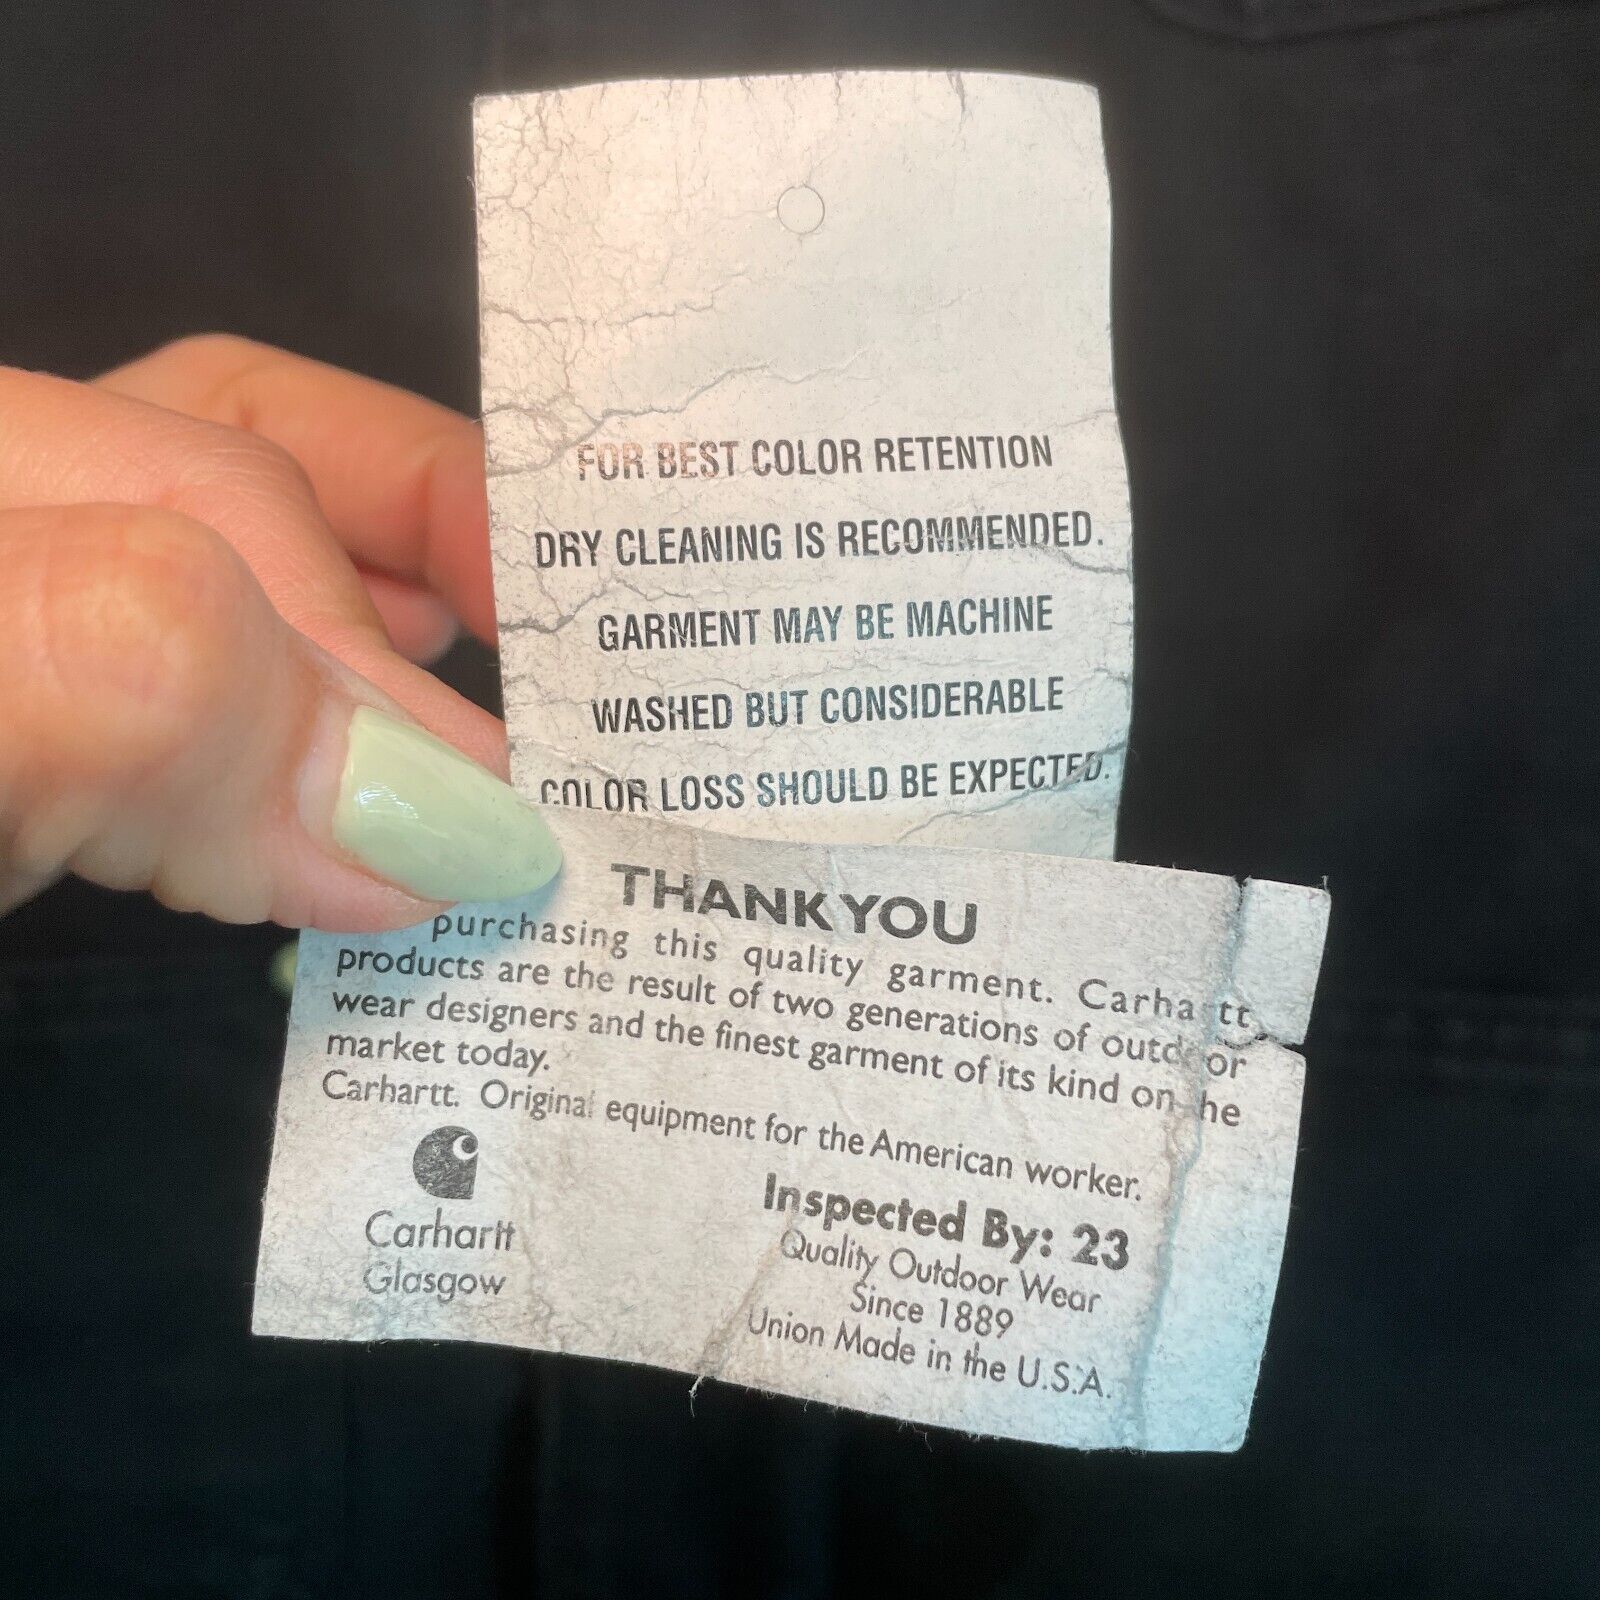 FOR BEST COLOR RETENTION
DRY CLEANING IS RECOMMENDED.
GARMENT MAY BE MACHINE
WASHED BUT CONSIDERABLE
COLOR LOSS SHOULD BE EXPECTED.
THANK YOU
purchasing this quality garment. Carhartt
products are the result of two generations of outdoor
wear designers and the finest garment of its kind on the
market today.
Carhartt. Original equipment for the American worker.
Carhartt
Glasgow
Inspected By: 23
Quality Outdoor Wear
Since 1889
Union Made in the U.S.A.